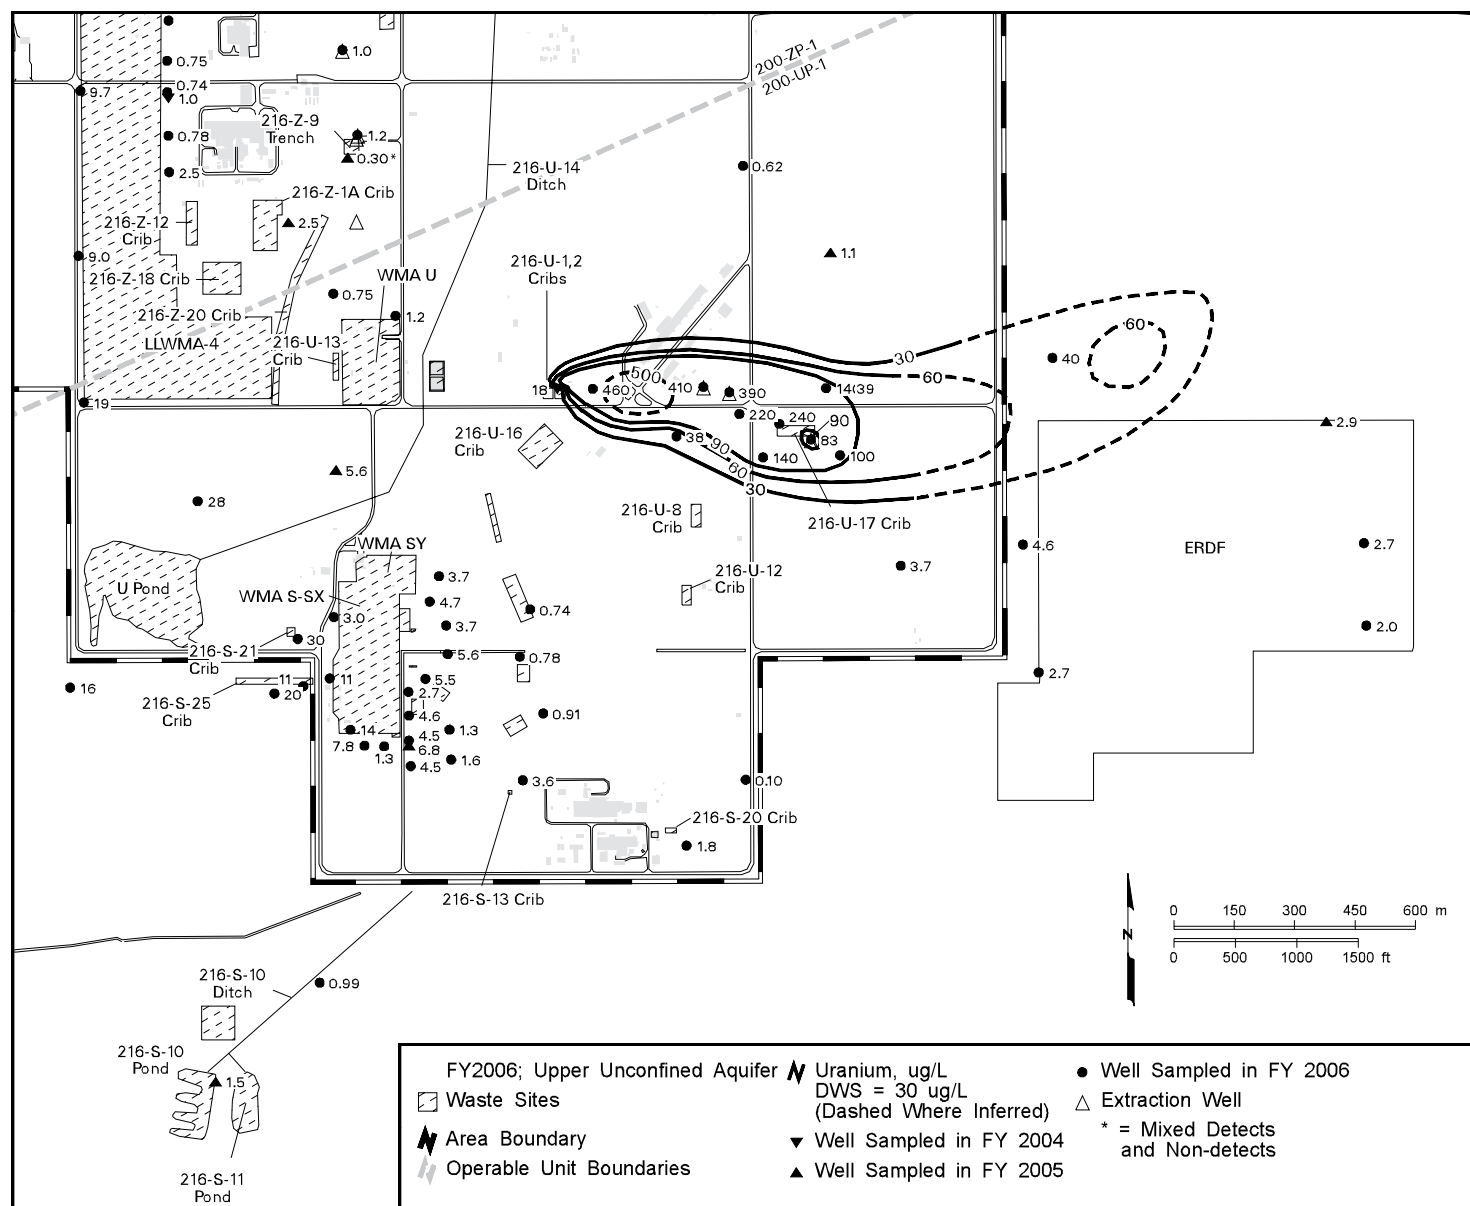 1.0
0.75
0.74
9.7
1.0
200-ZP-1
200-UP-1
216-Z-9
Trench
0.78
1.2
0.30*
2.5
216-U-14
Ditch
0.62
216-Z-1A Crib
216-Z-12
Crib
2.5
1.1
9.0
216-Z-18 Crib
WMA U
216-U-1,2
Cribs
0.75
216-Z-20 Crib
1.2
LLWMA-4
216-U-13
Crib
30
60
60
40
500
18
460
410
390
39
19
220
240
90
2.9
38
90
83
216-U-16
Crib
140
100
60
5.6
30
28
216-U-8
Crib
216-U-17 Crib
WMA SY
4.6
ERDF
2.7
3.7
3.7
216-U-12
Crib
U Pond
WMA S-SX
4.7
0.74
3.0
3.7
2.0
30
216-S-21
Crib
5.6
0.78
2.7
11
11
5.5
16
20
2.7
216-S-25
Crib
4.6
0.91
14
1.3
4.5
7.8
6.8
1.3
1.6
4.5
3.6
0.10
216-S-20 Crib
1.8
216-S-13 Crib
N
0 150 300 450 600 m
0 500 1000 1500 ft
216-S-10
Ditch
0.99
216-S-10
Pond
1.5
216-S-11
Pond
FY2006; Upper Unconfined Aquifer
Waste Sites
Area Boundary
Operable Unit Boundaries
Uranium, ug/L
DWS = 30 ug/L
(Dashed Where Inferred)
Well Sampled in FY 2004
Well Sampled in FY 2005
Well Sampled in FY 2006
Extraction Well
* = Mixed Detects
and Non-detects